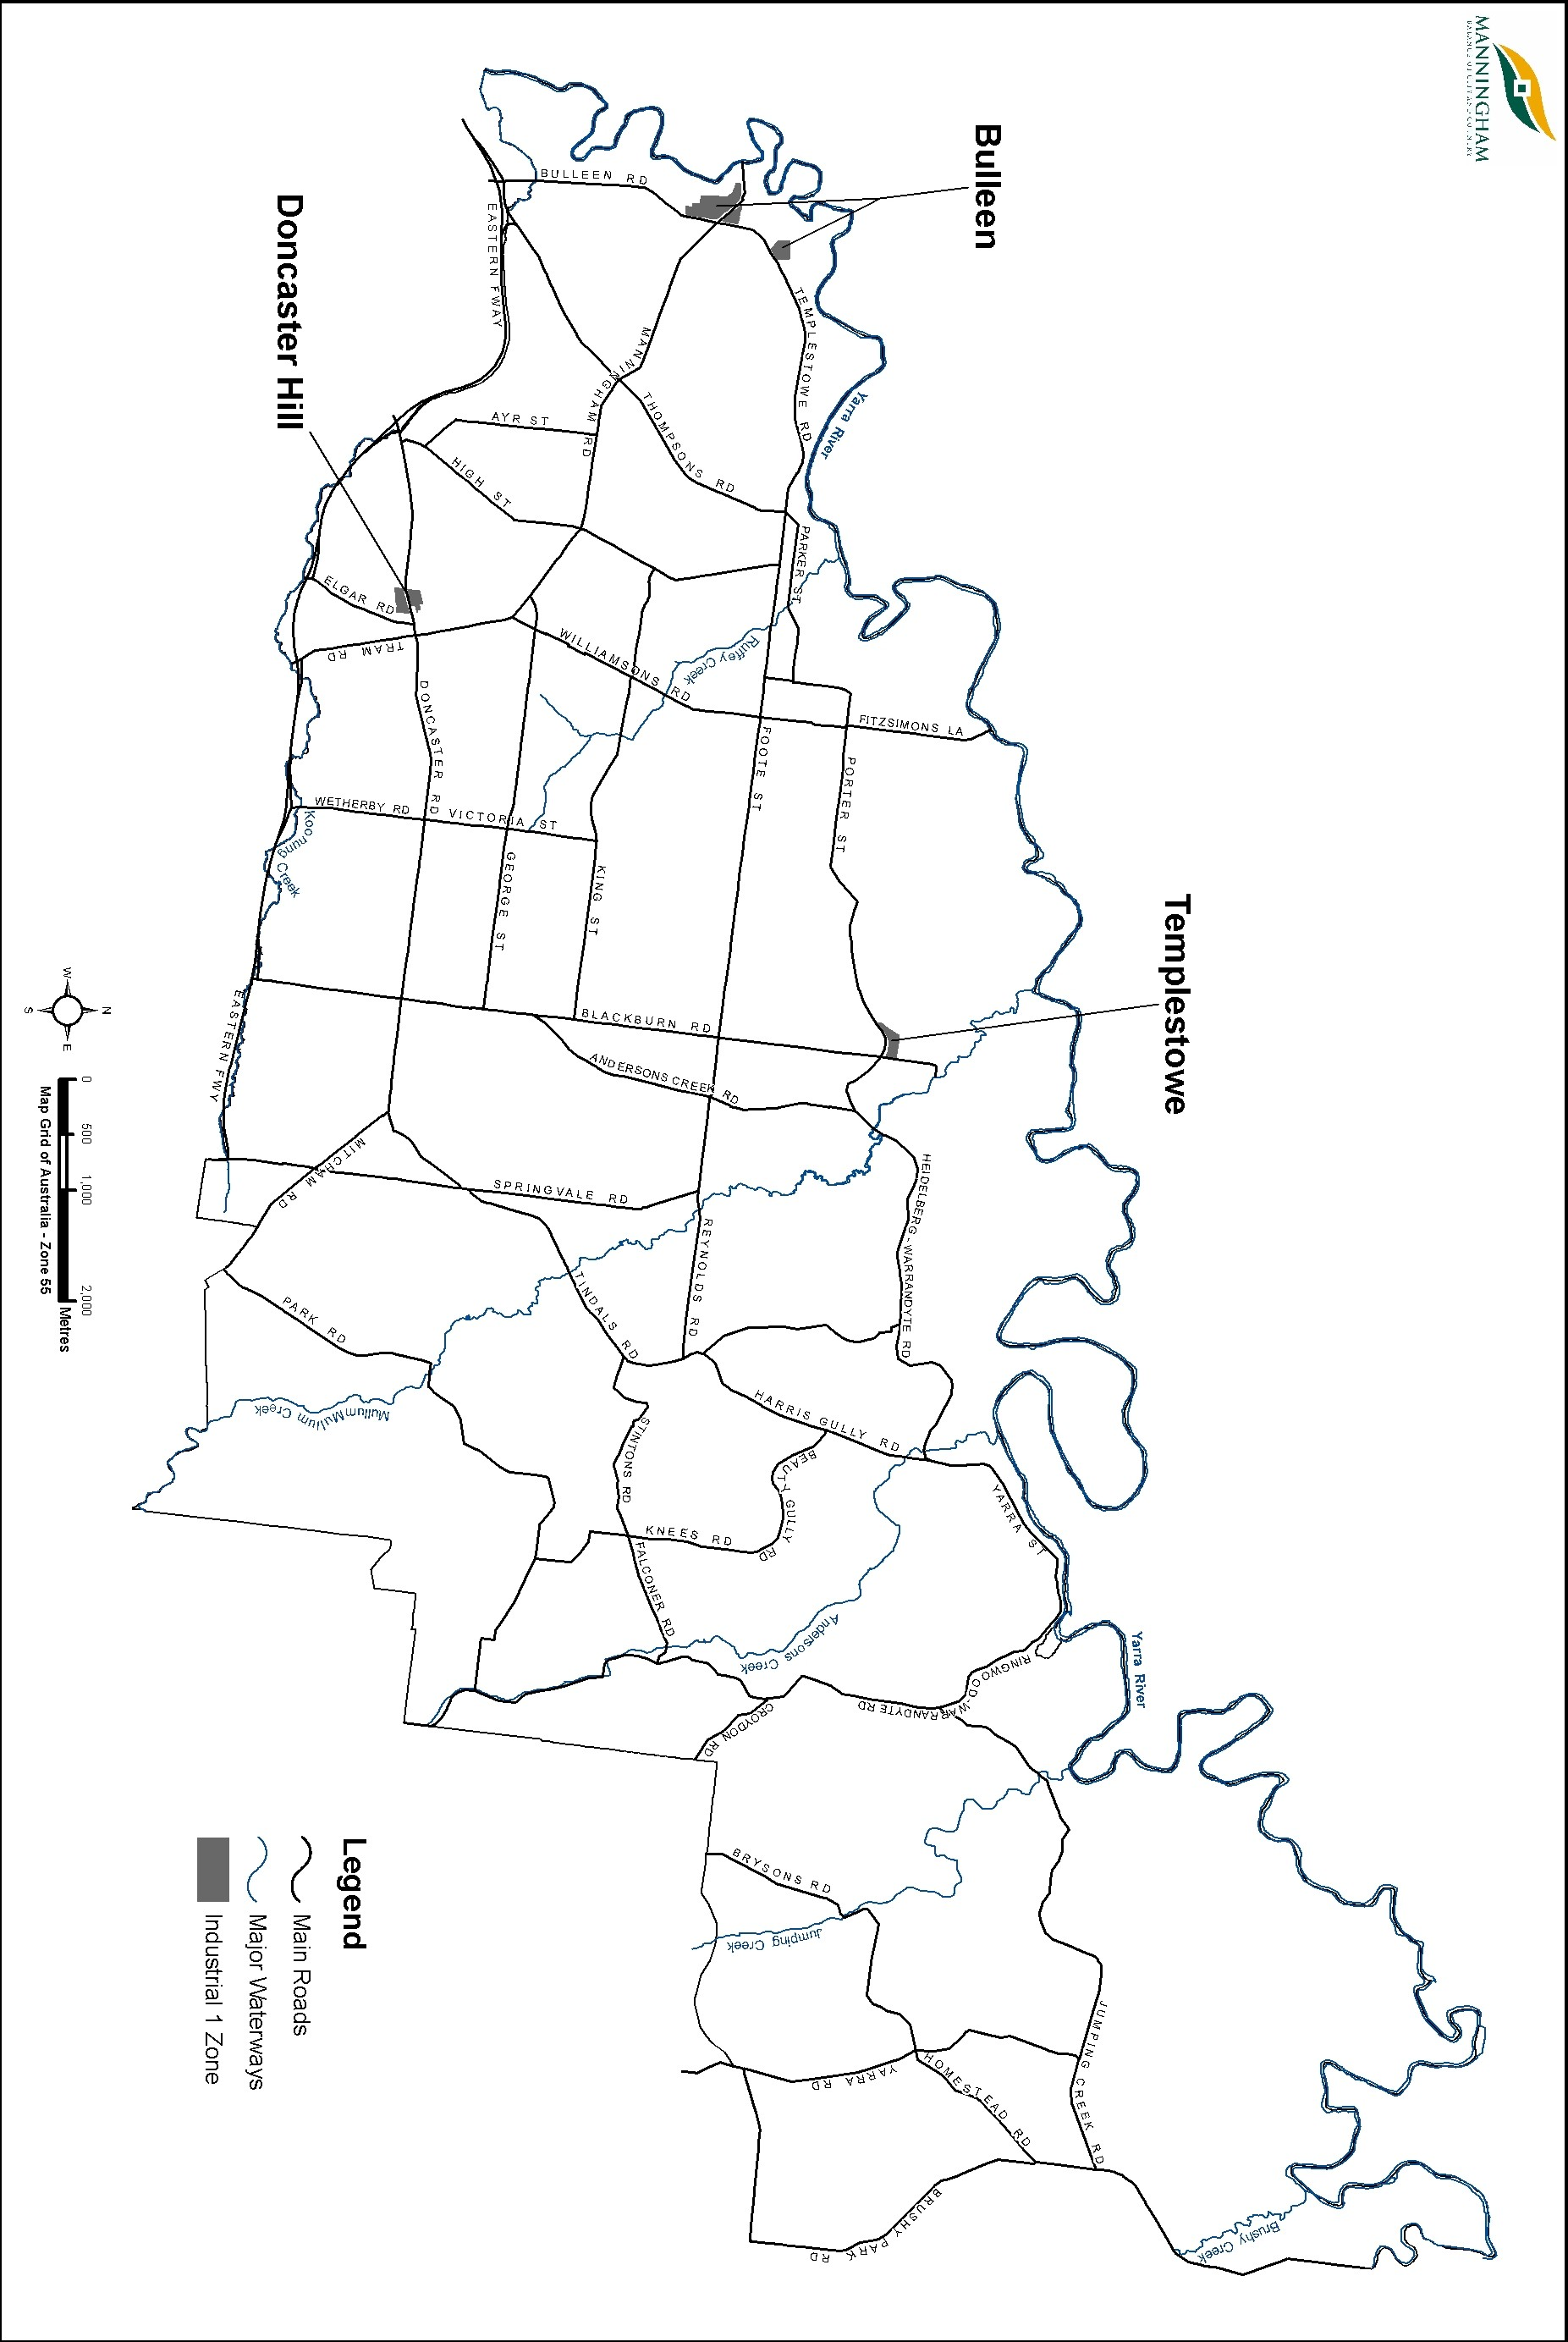 MANNINGHAM
BALANCE OF CITY AND COUNTRY
Bulleen
Templestowe
Doncaster Hill
BULLEEN RD
EASTERN FWAY
TEMPLESTOWE RD
Yarra River
MANNINGHAM RD
THOMPSONS RD
AYR ST
HIGH ST
PARKER ST
ELGAR RD
TRAM RD
WILLIAMSONS RD
Ruffey Creek
DONCASTER RD
FITZSIMONS LA
FOOTE ST
PORTER ST
WETHERBY RD
VICTORIA ST
Koonung Creek
GEORGE ST
KING ST
BLACKBURN RD
ANDERSONS CREEK RD
EASTERN FWY
MITCHAM RD
SPRINGVALE RD
HEIDELBERG-WARRANDYTE RD
REYNOLDS RD
TINDALS RD
PARK RD
MullumMullum Creek
HARRIS GULLY RD
STINTONS RD
BEAUTY GULLY RD
KNEES RD
FALCONER RD
YARRA ST
Andersons Creek
RINGWOOD-WARRANDYTE RD
Yarra River
CROYDON RD
BRYSONS RD
Jumping Creek
JUMPING CREEK RD
YARRA RD
HOMESTEAD RD
BRUSHY PARK RD
Brushy Creek
N
W
E
S
0 500 1,000 2,000
Metres
Map Grid of Australia - Zone 55
Legend
Main Roads
Major Waterways
Industrial 1 Zone